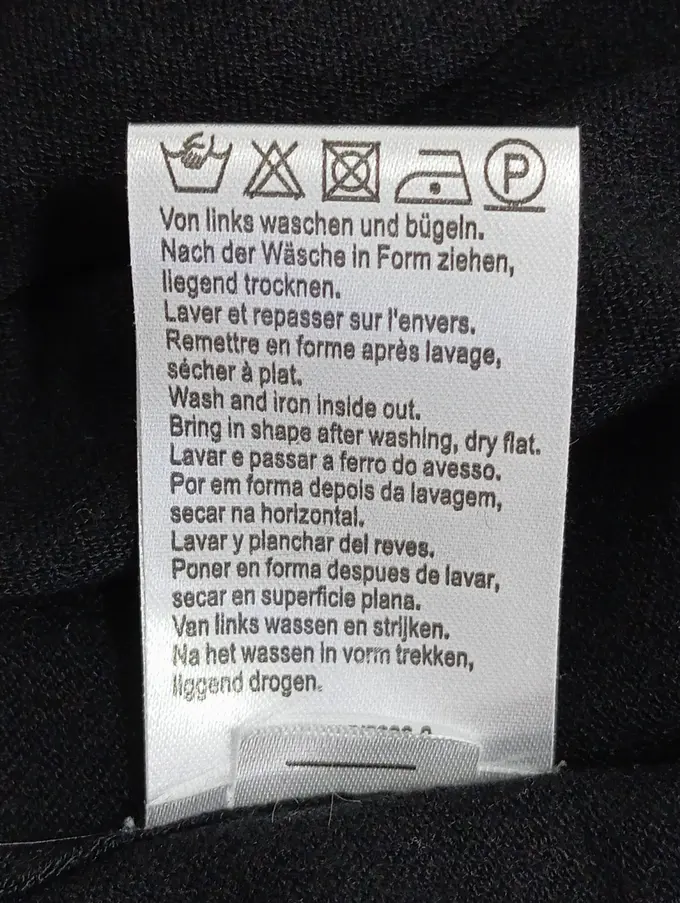 P
Von links waschen und bügeln.
Nach der Wäsche in Form ziehen,
liegend trocknen.
Laver et repasser sur l'envers.
Remettre en forme après lavage,
sécher à plat.
Wash and iron inside out.
Bring in shape after washing, dry flat.
Lavar e passar a ferro do avesso.
Por em forma depois da lavagem,
secar na horizontal.
Lavar y planchar del reves.
Poner en forma despues de lavar,
secar en superficie plana.
Van links wassen en strijken.
Na het wassen in vorm trekken,
liggend drogen.